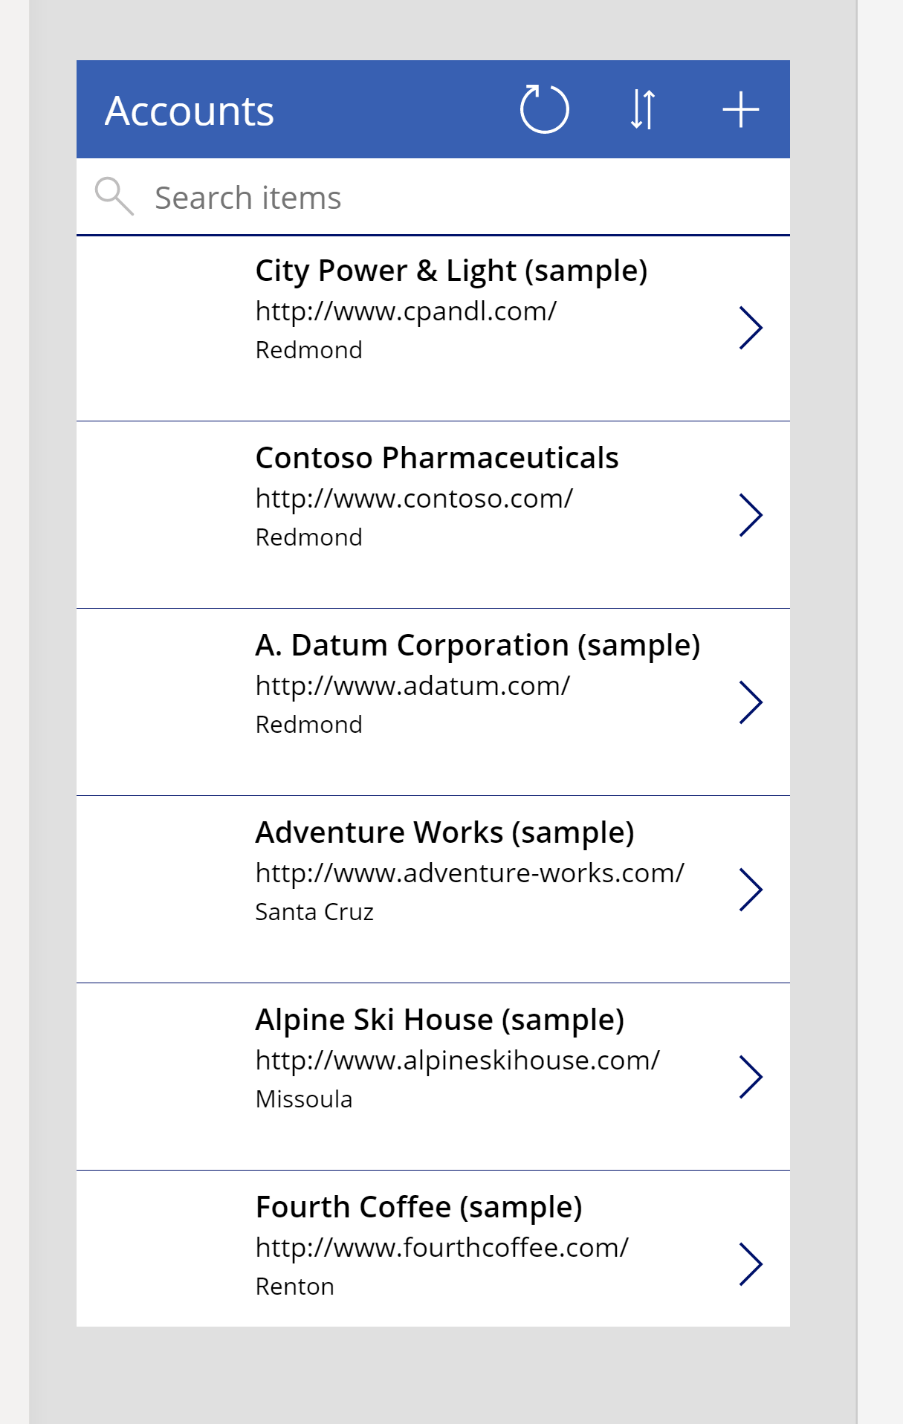 Accounts
Search items
City Power & Light (sample)
http://www.cpandl.com/
Redmond
Contoso Pharmaceuticals
http://www.contoso.com/
Redmond
A. Datum Corporation (sample)
http://www.adatum.com/
Redmond
Adventure Works (sample)
http://www.adventure-works.com/
Santa Cruz
Alpine Ski House (sample)
http://www.alpineskihouse.com/
Missoula
Fourth Coffee (sample)
http://www.fourthcoffee.com/
Renton